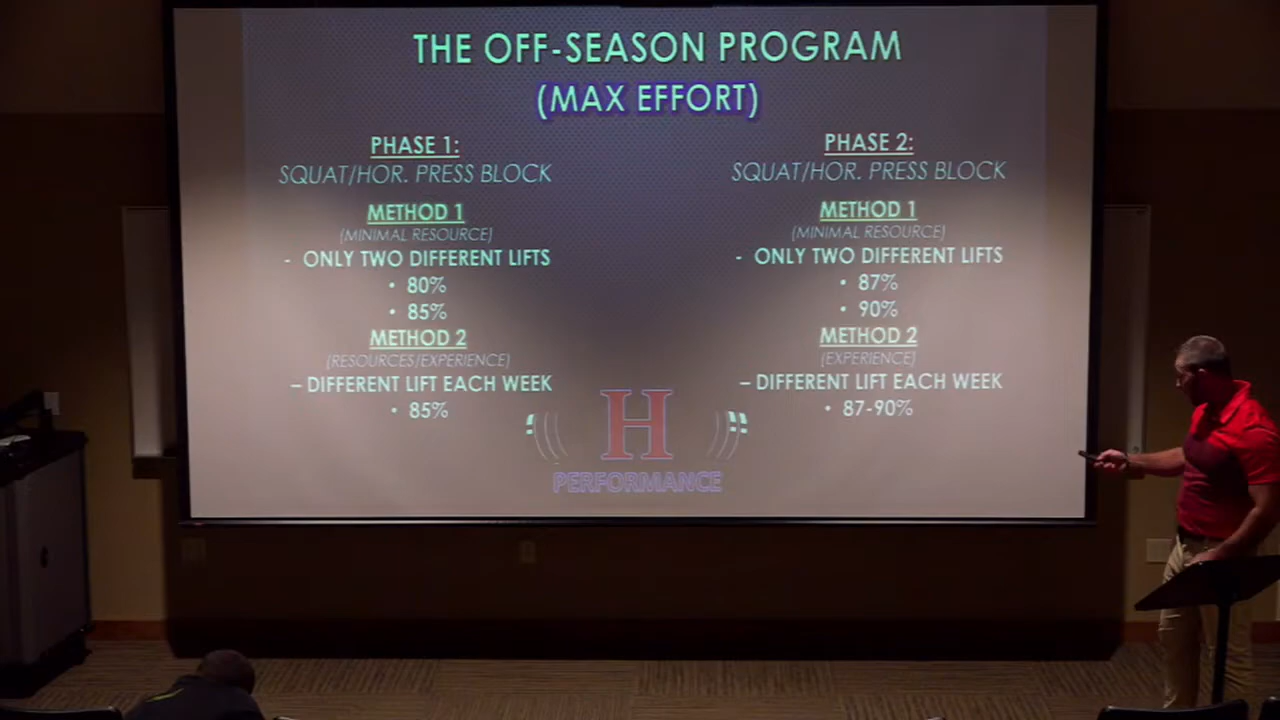 THE OFF-SEASON PROGRAM
(MAX EFFORT)
PHASE 1:
SQUAT/HOR. PRESS BLOCK
METHOD 1
(MINIMAL RESOURCE)
- ONLY TWO DIFFERENT LIFTS
• 80%
• 85%
METHOD 2
(RESOURCES/EXPERIENCE)
– DIFFERENT LIFT EACH WEEK
• 85%
PHASE 2:
SQUAT/HOR. PRESS BLOCK
METHOD 1
(MINIMAL RESOURCE)
- ONLY TWO DIFFERENT LIFTS
• 87%
• 90%
METHOD 2
(EXPERIENCE)
– DIFFERENT LIFT EACH WEEK
• 87-90%
H
PERFORMANCE